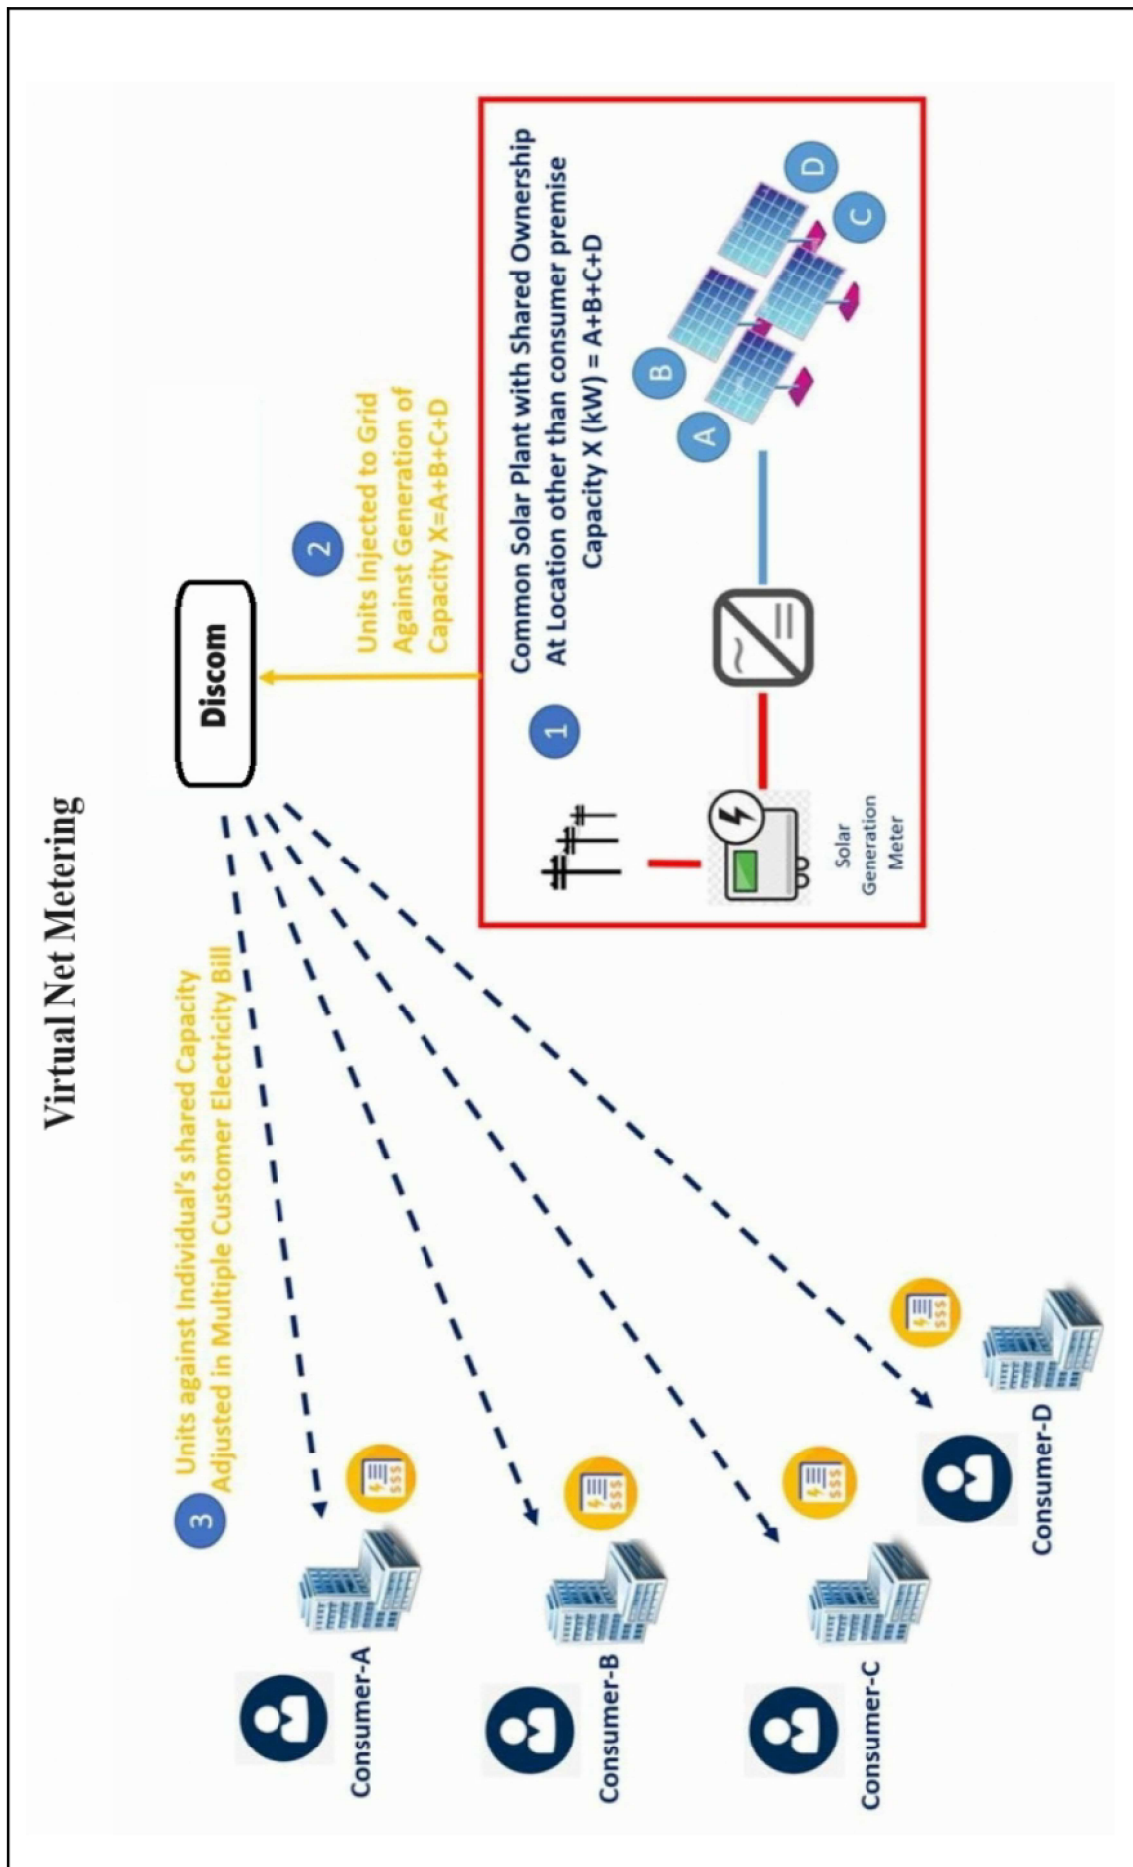 Virtual Net Metering
3
Units against Individual's shared Capacity
Adjusted in Multiple Customer Electricity Bill
Discom
2
Units Injected to Grid
Against Generation of
Capacity X=A+B+C+D
1
Common Solar Plant with Shared Ownership
At Location other than consumer premise
Capacity X (kW) = A+B+C+D
A
B
C
D
Solar
Generation
Meter
Consumer-A
$$$
Consumer-B
$$$
Consumer-C
$$$
Consumer-D
$$$